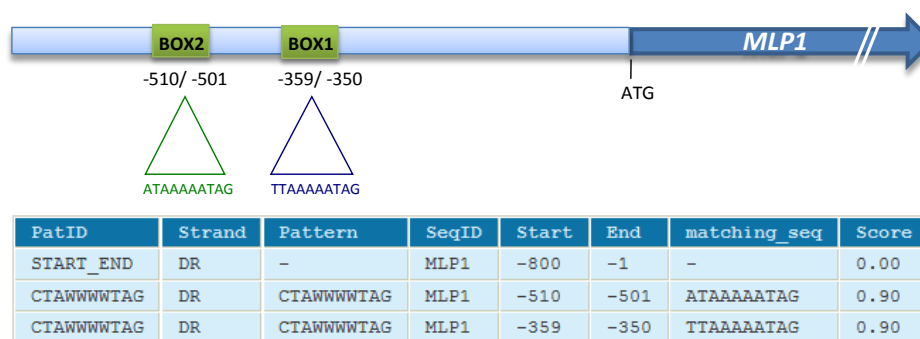 BOX2 BOX1 MLP1
-510/ -501 -359/ -350
ATG
ATAAAAATAG TTAAAAATAG
PatID Strand Pattern SeqID Start End matching_seq Score
START_END DR - MLP1 -800 -1 - 0.00
CTAWWWWTAG DR CTAWWWWTAG MLP1 -510 -501 ATAAAAATAG 0.90
CTAWWWWTAG DR CTAWWWWTAG MLP1 -359 -350 TTAAAAATAG 0.90